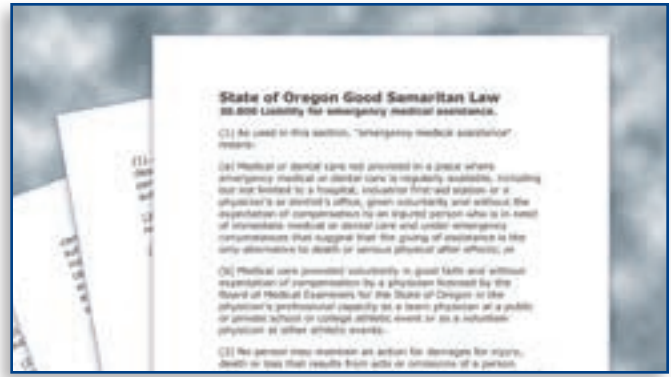 State of Oregon Good Samaritan Law
30.800 Liability for emergency medical assistance.
(1) As used in this section, "emergency medical assistance"
means:
(a) Medical or dental care not provided in a place where
emergency medical or dental care is regularly available, including
but not limited to a hospital, industrial first-aid station or a
physician's or dentist's office, given voluntarily and without the
expectation of compensation to an injured person who is in need
of immediate medical or dental care and under emergency
circumstances that suggest that the giving of assistance is the
only alternative to death or serious physical after effects; or
(b) Medical care provided voluntarily in good faith and without
expectation of compensation by a physician licensed by the
Board of Medical Examiners for the State of Oregon in the
physician's professional capacity as a team physician at a public
or private school or college athletic event or as a volunteer
physician at other athletic events.
(2) No person may maintain an action for damages for injury,
death or loss that results from acts or omissions of a person
(1)